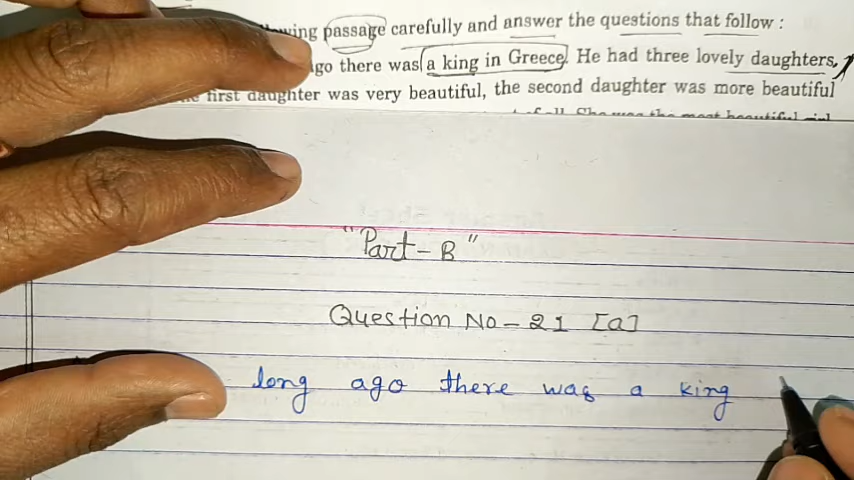 passage carefully and answer the questions that follow :
ago there was a king in Greece. He had three lovely daughters,
first daughter was very beautiful, the second daughter was more beautiful
"Part-B"
Question No-21 [a]
long ago there was a king